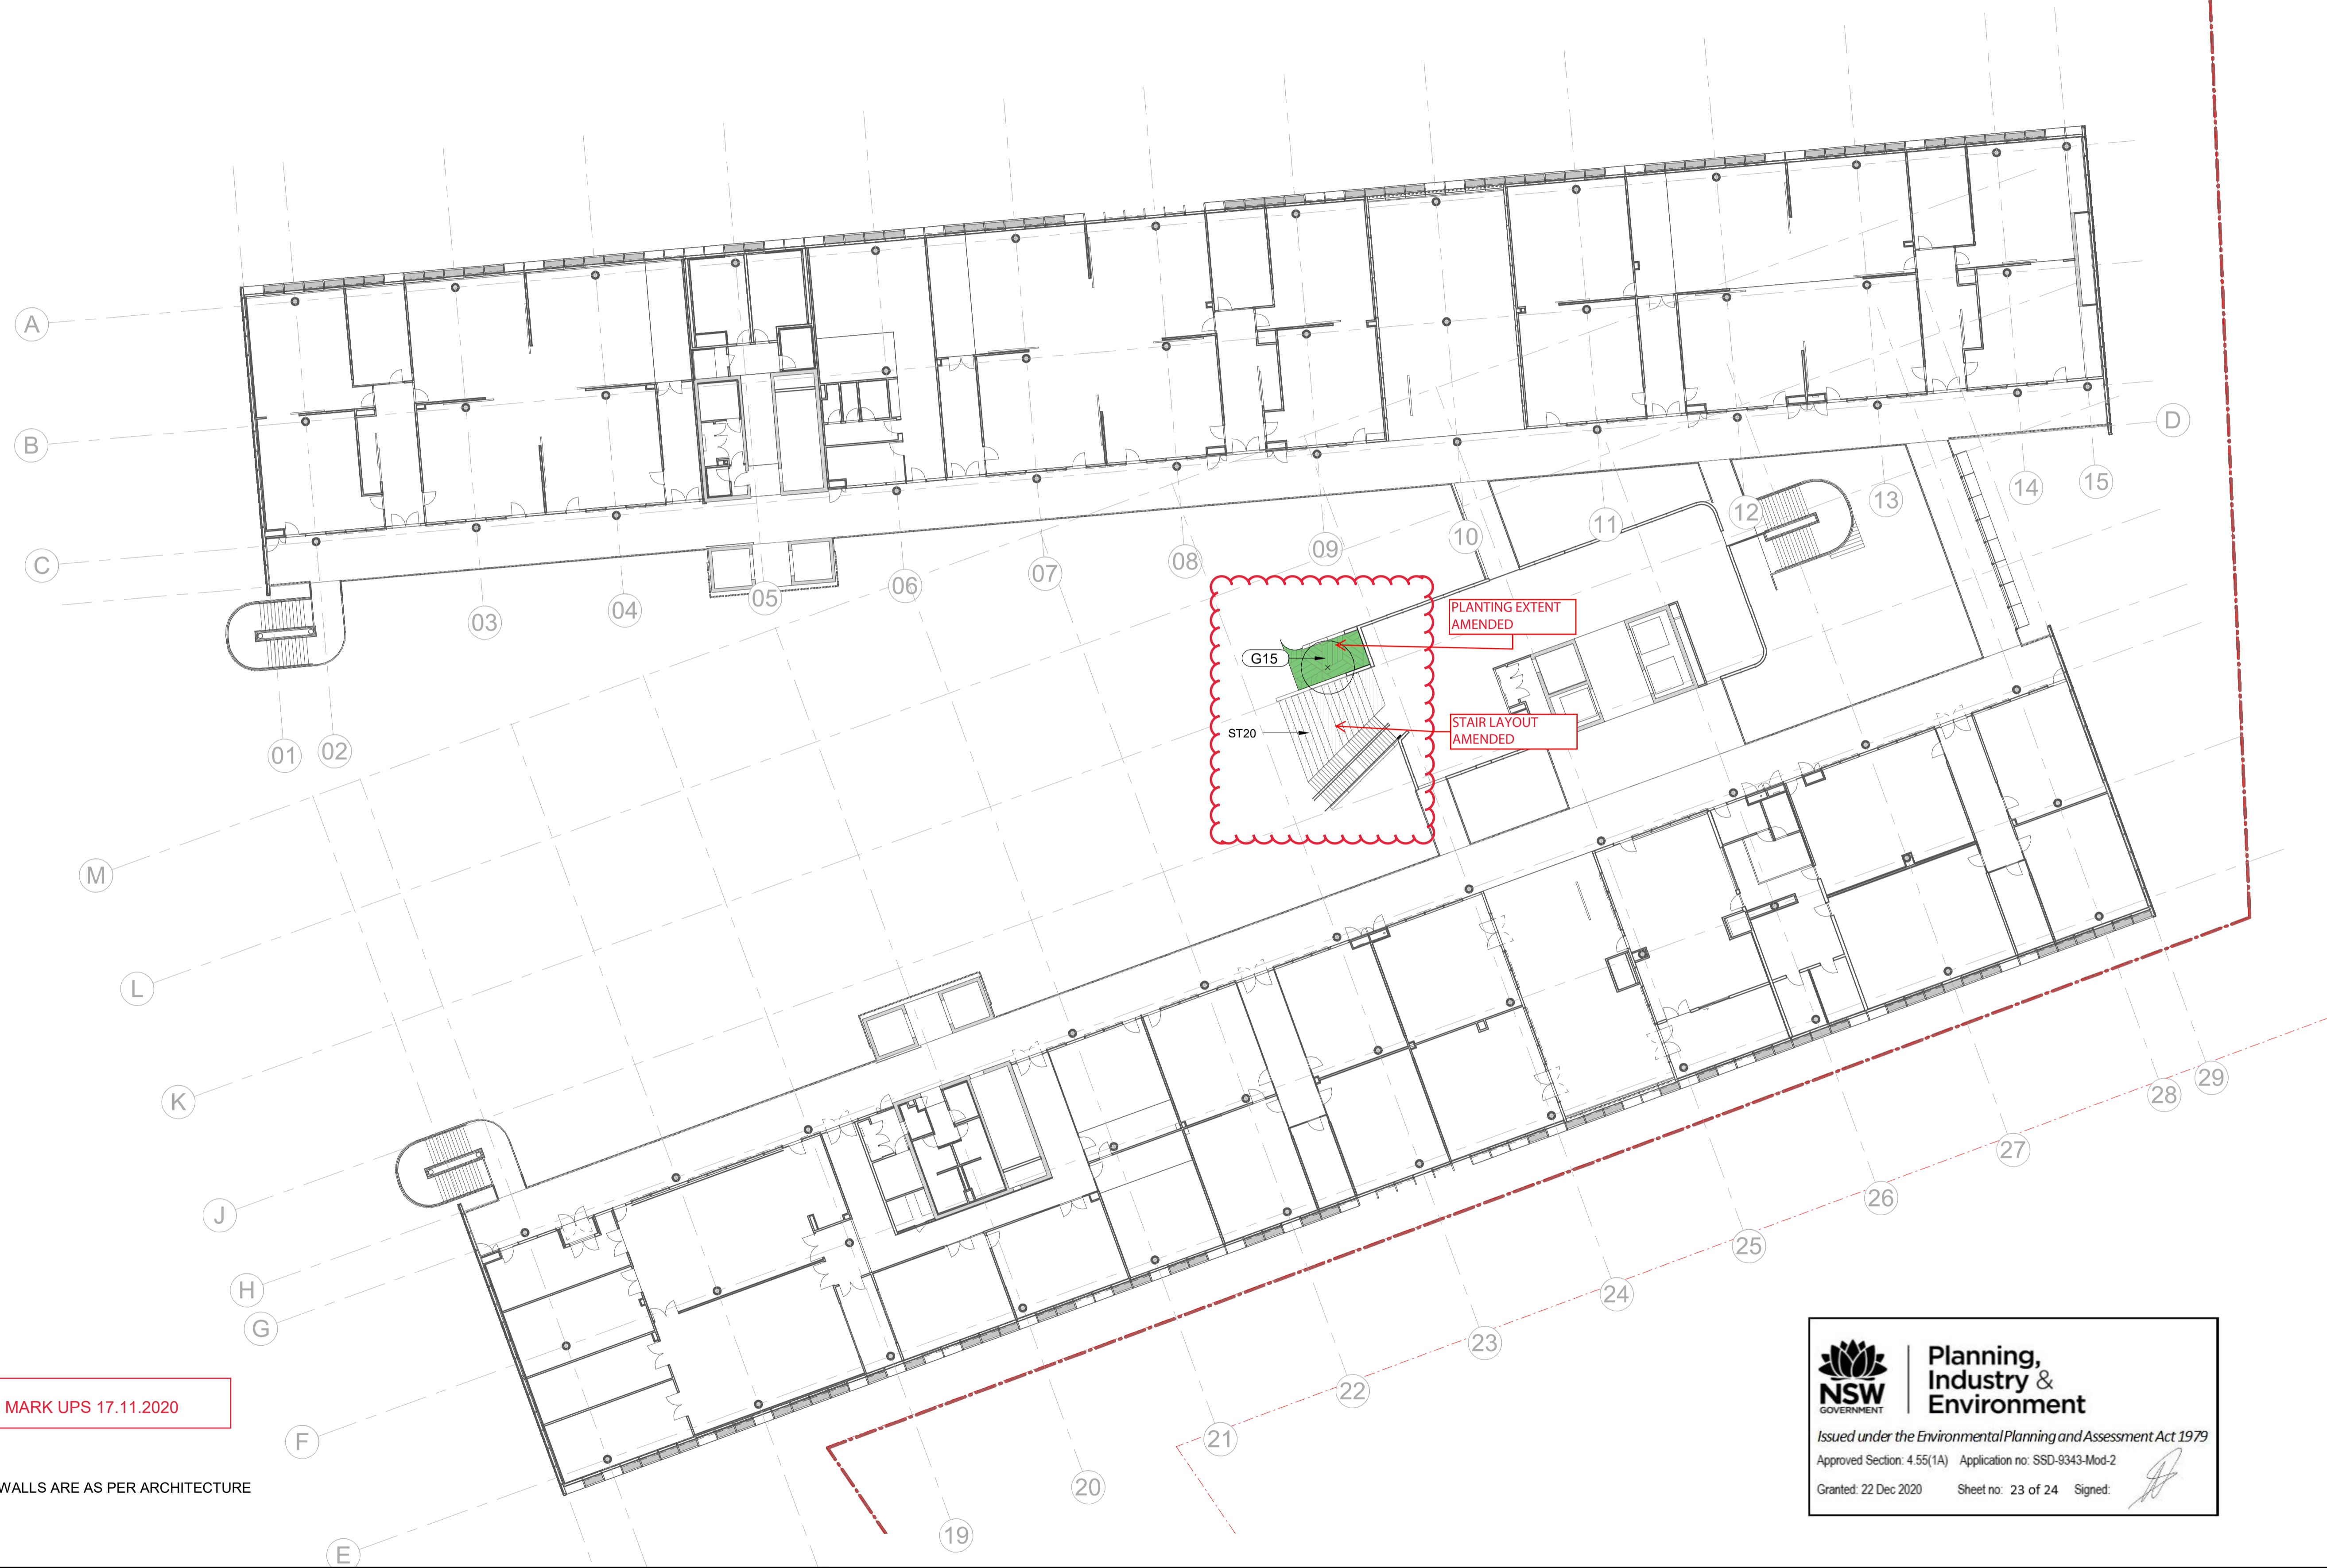 A
B
C
D
01
02
03
04
05
06
07
08
09
10
11
12
13
14
15
PLANTING EXTENT
AMENDED
G15
STAIR LAYOUT
AMENDED
ST20
M
L
K
J
H
G
F
E
19
20
21
22
23
24
25
26
27
28
29
MARK UPS 17.11.2020
WALLS ARE AS PER ARCHITECTURE
NSW
GOVERNMENT
Planning,
Industry &
Environment
Issued under the Environmental Planning and Assessment Act 1979
Approved Section: 4.55(1A) Application no: SSD-9343-Mod-2
Granted: 22 Dec 2020 Sheet no: 23 of 24 Signed: